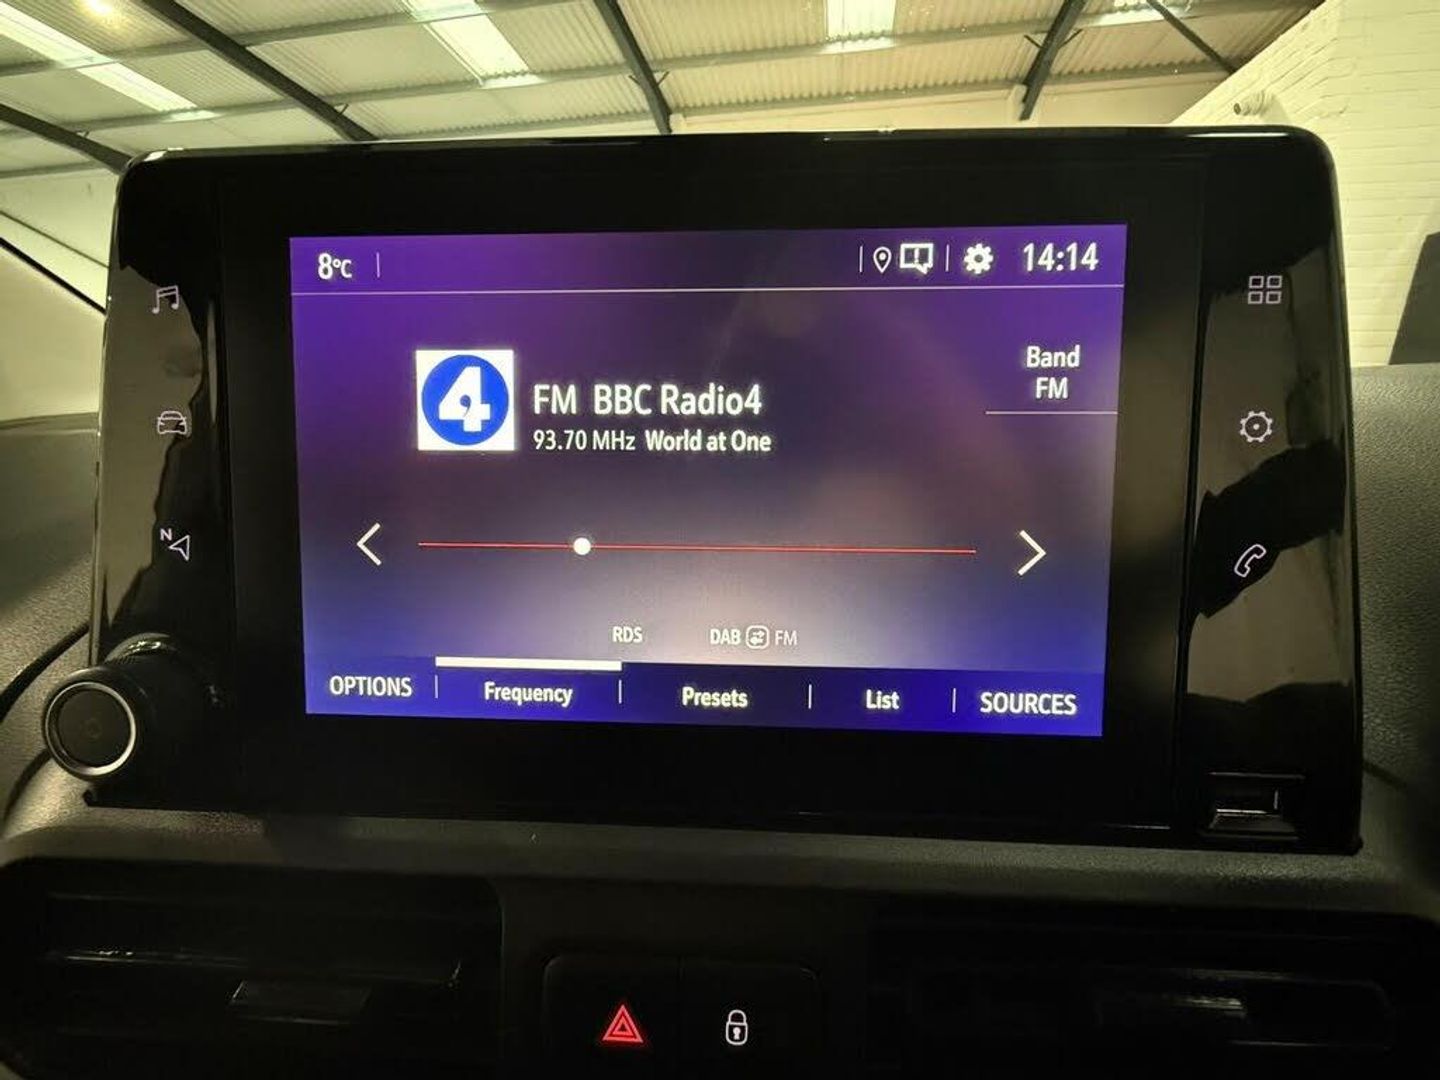 8°C
14:14
Band
FM
4
FM BBC Radio4
93.70 MHz World at One
N
RDS DAB FM
OPTIONS Frequency Presets List SOURCES